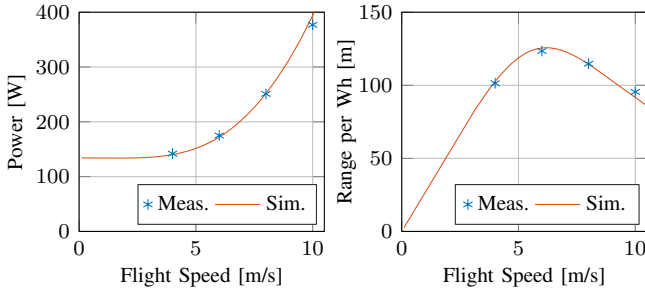 400
300
200
100
0
Power [W]
Meas. Sim.
0 5 10
Flight Speed [m/s]
150
100
50
0
Range per Wh [m]
Meas. Sim.
0 5 10
Flight Speed [m/s]